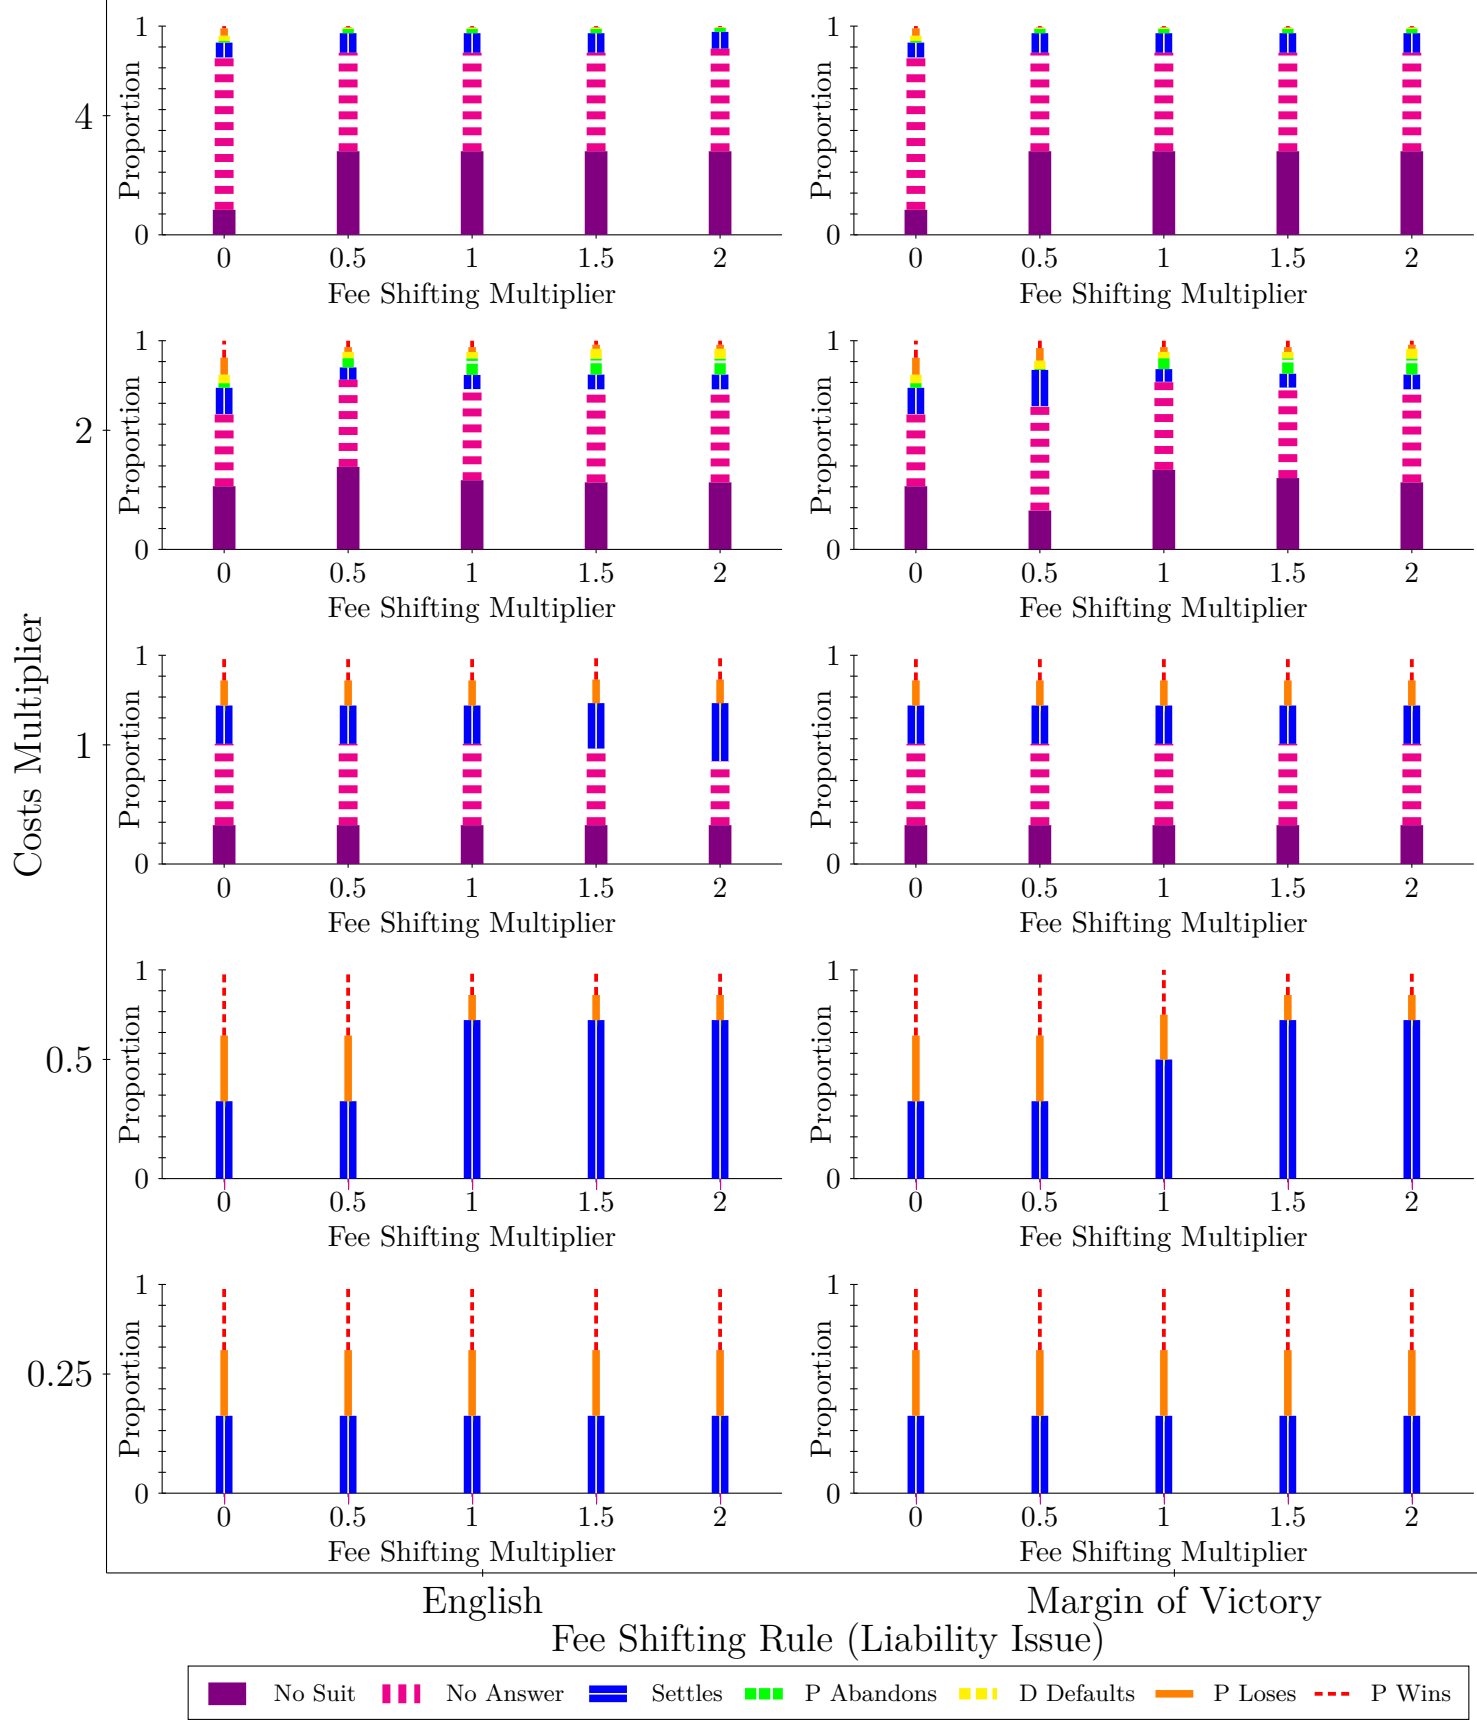 Costs Multiplier
4
1
Proportion
0
0 0.5 1 1.5 2
Fee Shifting Multiplier
1
Proportion
0
0 0.5 1 1.5 2
Fee Shifting Multiplier
2
1
Proportion
0
0 0.5 1 1.5 2
Fee Shifting Multiplier
1
Proportion
0
0 0.5 1 1.5 2
Fee Shifting Multiplier
1
1
Proportion
0
0 0.5 1 1.5 2
Fee Shifting Multiplier
1
Proportion
0
0 0.5 1 1.5 2
Fee Shifting Multiplier
0.5
1
Proportion
0
0 0.5 1 1.5 2
Fee Shifting Multiplier
1
Proportion
0
0 0.5 1 1.5 2
Fee Shifting Multiplier
0.25
1
Proportion
0
0 0.5 1 1.5 2
Fee Shifting Multiplier
1
Proportion
0
0 0.5 1 1.5 2
Fee Shifting Multiplier
English Margin of Victory
Fee Shifting Rule (Liability Issue)
No Suit No Answer Settles P Abandons D Defaults P Loses P Wins